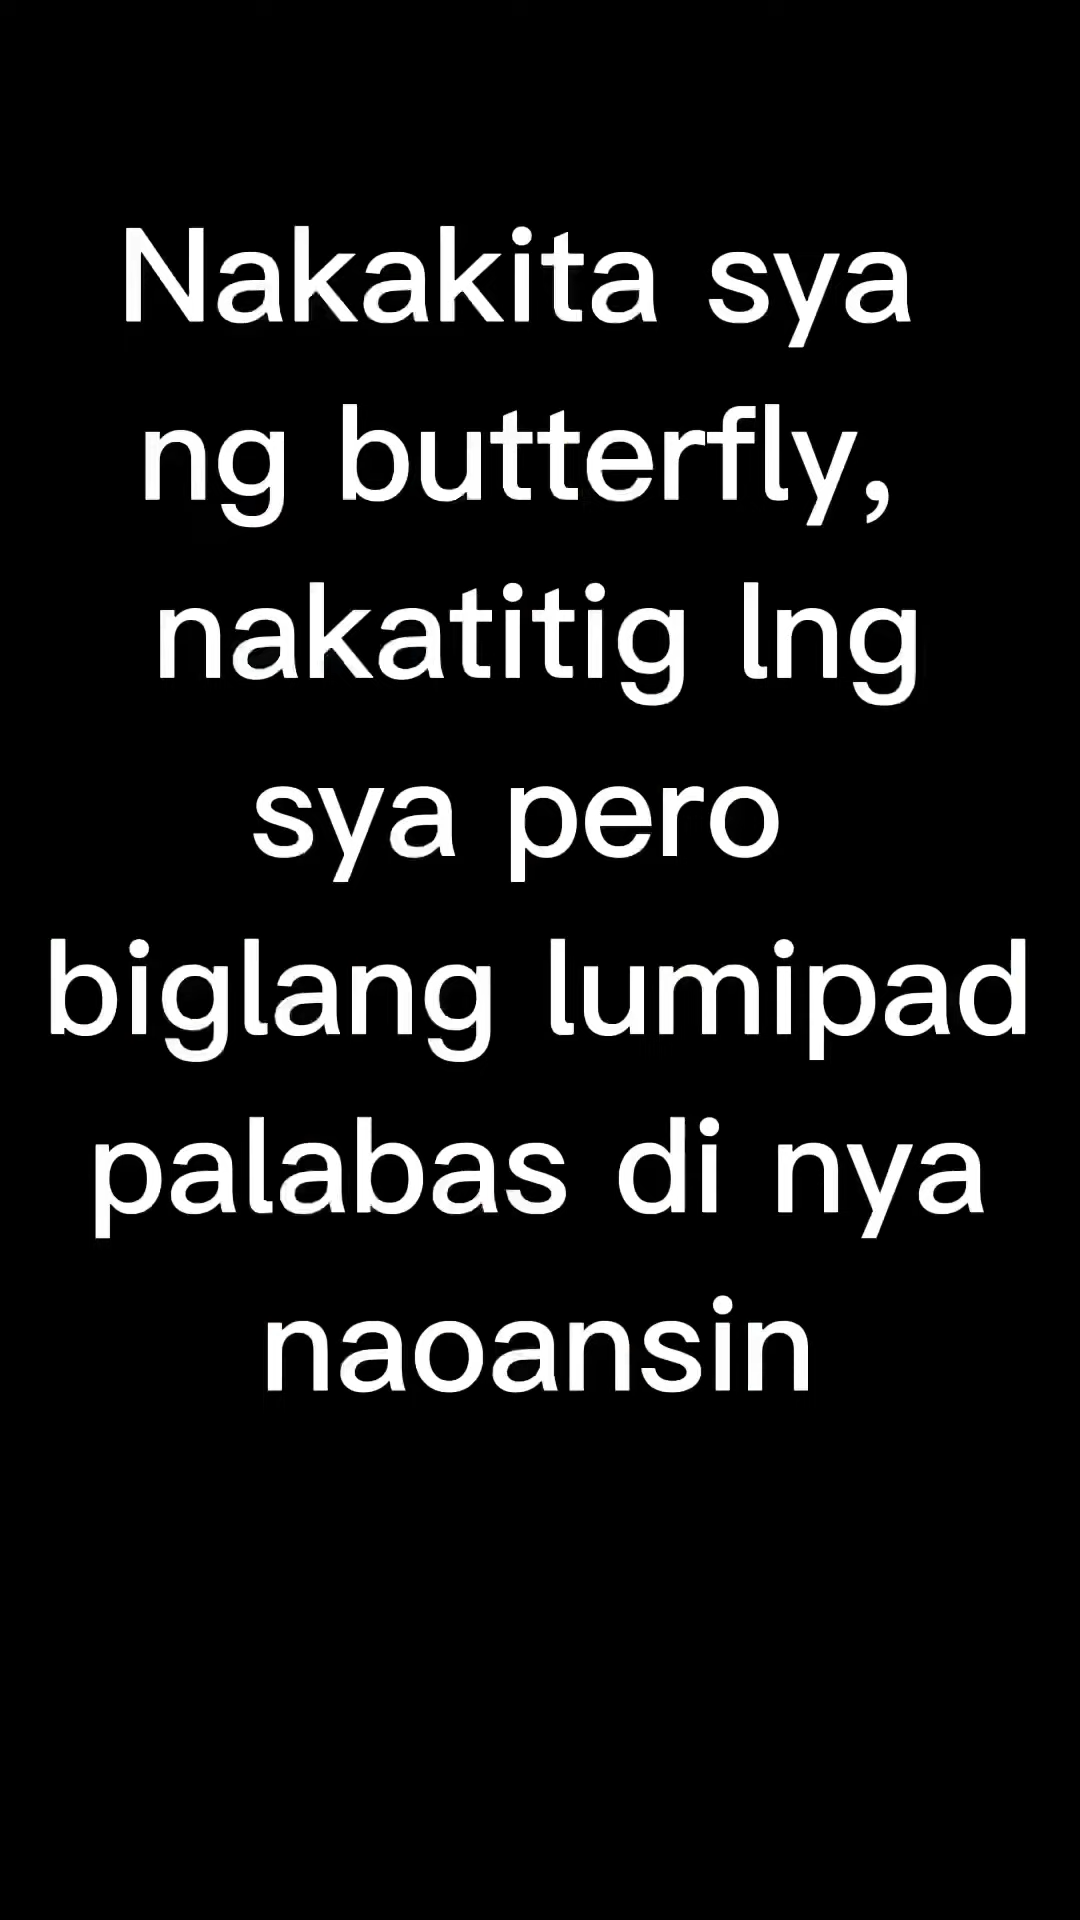 Nakakita sya
ng butterfly,
nakatitig lng
sya pero
biglang lumipad
palabas di nya
naoansin